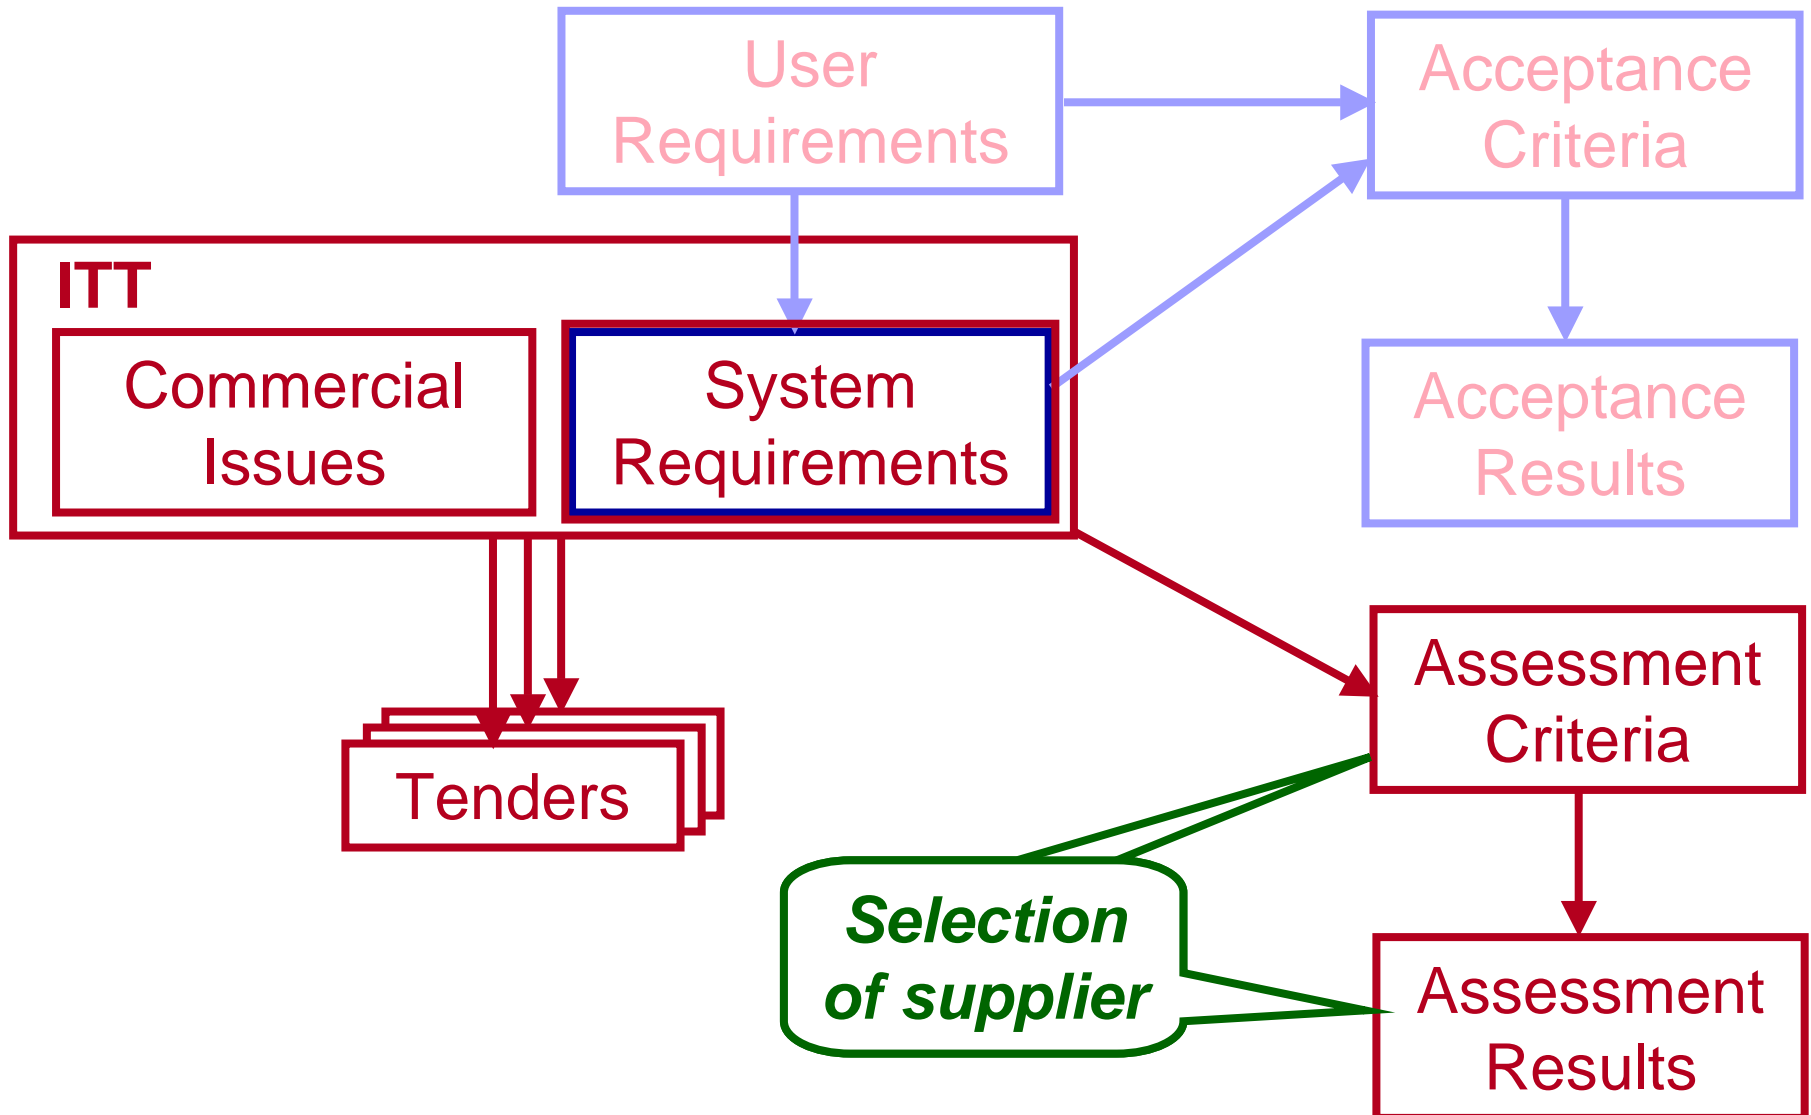 User
Requirements
Acceptance
Criteria
ITT
Commercial
Issues
System
Requirements
Acceptance
Results
Tenders
Assessment
Criteria
Selection
of supplier
Assessment
Results